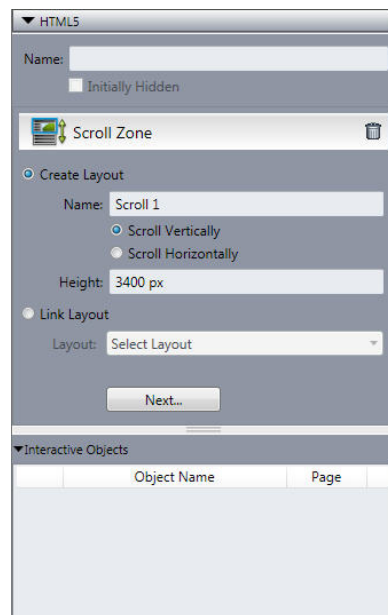 HTML5
Name:
Initially Hidden
Scroll Zone
Create Layout
Name: Scroll 1
Scroll Vertically
Scroll Horizontally
Height: 3400 px
Link Layout
Layout: Select Layout
Next...
Interactive Objects
Object Name Page